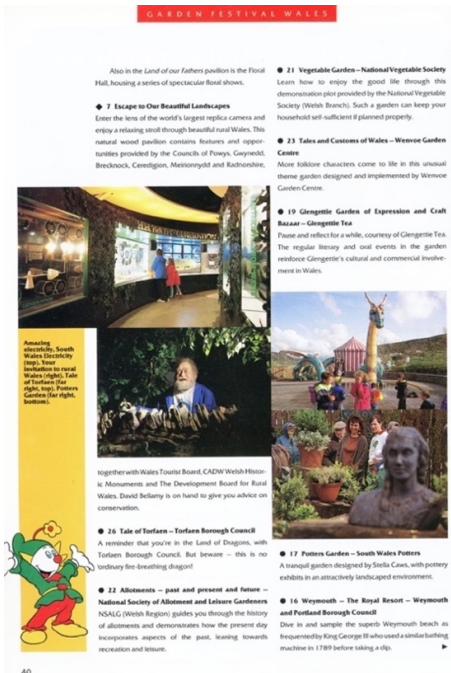 GARDEN FESTIVAL WALES
Also in the Land of our Fathers pavilion is the Floral
Hall, housing a series of spectacular floral shows.
◆ 7 Escape to Our Beautiful Landscapes
Enter the lens of the world's largest replica camera and
enjoy a relaxing stroll through beautiful rural Wales. This
natural wood pavilion contains features and oppor-
tunities provided by the Councils of Powys, Gwynedd,
Brecknock, Ceredigion, Meirionnydd and Radnorshire,
Amazing
electricity, South
Wales Electricity
(top). Your
invitation to rural
Wales (right). Tale
of Torfaen (far
right, top). Potters
Garden (far right,
bottom).
together with Wales Tourist Board, CADW Welsh Histor-
ic Monuments and The Development Board for Rural
Wales. David Bellamy is on hand to give you advice on
conservation.
● 26 Tale of Torfaen – Torfaen Borough Council
A reminder that you're in the Land of Dragons, with
Torfaen Borough Council. But beware – this is no
ordinary fire-breathing dragon!
● 22 Allotments – past and present and future –
National Society of Allotment and Leisure Gardeners
NSALG (Welsh Region) guides you through the history
of allotments and demonstrates how the present day
incorporates aspects of the past, leaning towards
recreation and leisure.
● 21 Vegetable Garden – National Vegetable Society
Learn how to enjoy the good life through this
demonstration plot provided by the National Vegetable
Society (Welsh Branch). Such a garden can keep your
household self-sufficient if planned properly.
● 23 Tales and Customs of Wales – Wenvoe Garden
Centre
More folklore characters come to life in this unusual
theme garden designed and implemented by Wenvoe
Garden Centre.
● 19 Glengettie Garden of Expression and Craft
Bazaar – Glengettie Tea
Pause and reflect for a while, courtesy of Glengettie Tea.
The regular literary and oral events in the garden
reinforce Glengettie's cultural and commercial involve-
ment in Wales.
● 17 Potters Garden – South Wales Potters
A tranquil garden designed by Stella Caws, with pottery
exhibits in an attractively landscaped environment.
● 16 Weymouth – The Royal Resort – Weymouth
and Portland Borough Council
Dive in and sample the superb Weymouth beach as
frequented by King George III who used a similar bathing
machine in 1789 before taking a dip.
40